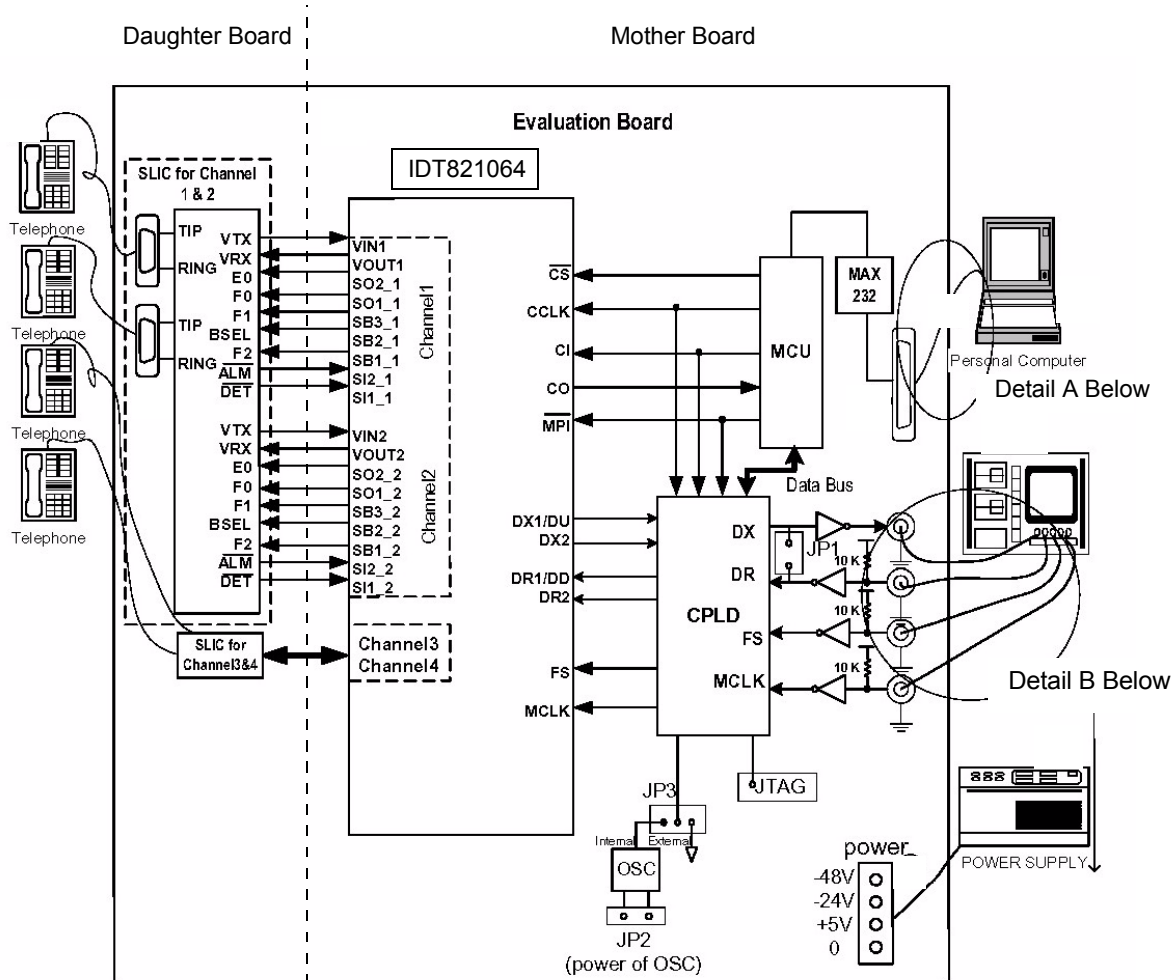 Daughter Board
Mother Board
Evaluation Board
IDT821064
SLIC for Channel
1 & 2
Telephone
Telephone
Telephone
Telephone
TIP
RING
TIP
RING
VTX
VRX
E0
F0
F1
BSEL
F2
ALM
DET
VTX
VRX
E0
F0
F1
BSEL
F2
ALM
DET
VIN1
VOUT1
SO2_1
SO1_1
SB3_1
SB2_1
SB1_1
SI2_1
SI1_1
Channel1
VIN2
VOUT2
SO2_2
SO1_2
SB3_2
SB2_2
SB1_2
SI2_2
SI1_2
Channel2
SLIC for
Channel3&4
Channel3
Channel4
CS
CCLK
CI
CO
MPI
DX1/DU
DX2
DR1/DD
DR2
FS
MCLK
MCU
MAX
232
Personal Computer
Detail A Below
Data Bus
CPLD
DX
DR
FS
MCLK
JP1
10 K
10 K
10 K
Detail B Below
JTAG
JP3
Internal
External
OSC
JP2
(power of OSC)
power
-48V
-24V
+5V
0
POWER SUPPLY